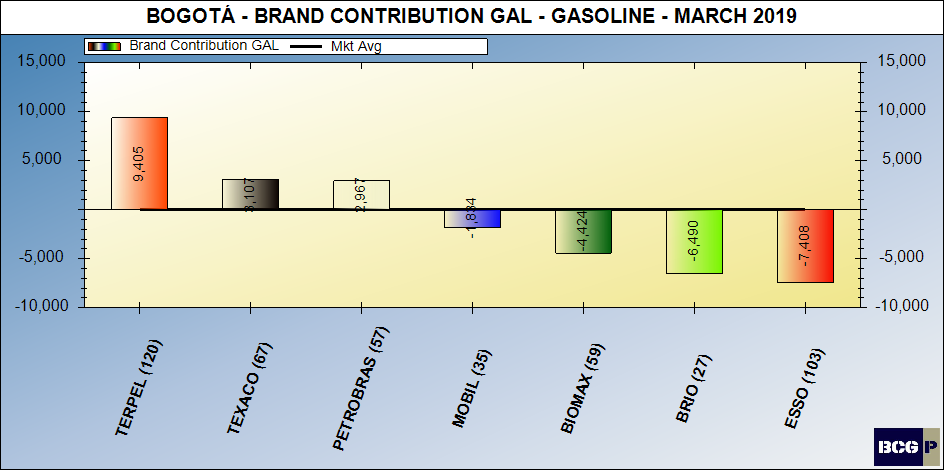 BOGOTÁ - BRAND CONTRIBUTION GAL - GASOLINE - MARCH 2019
Brand Contribution GAL Mkt Avg
15,000 15,000
10,000 10,000
9,405
5,000 5,000
3,107 2,967
-1,834 -4,424 -6,490 -7,408
-5,000 -5,000
-10,000 -10,000
TERPEL (120) TEXACO (67) PETROBRAS (57) MOBIL (35) BIOMAX (59) BRIO (27) ESSO (103)
BCG P